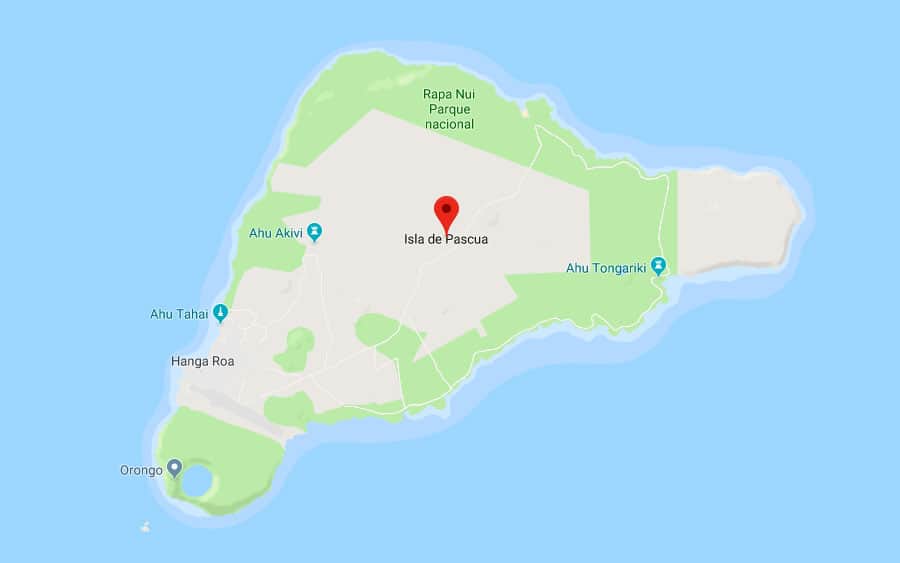 Rapa Nui
Parque
nacional
Ahu Akivi
Isla de Pascua
Ahu Tongariki
Ahu Tahai
Hanga Roa
Orongo